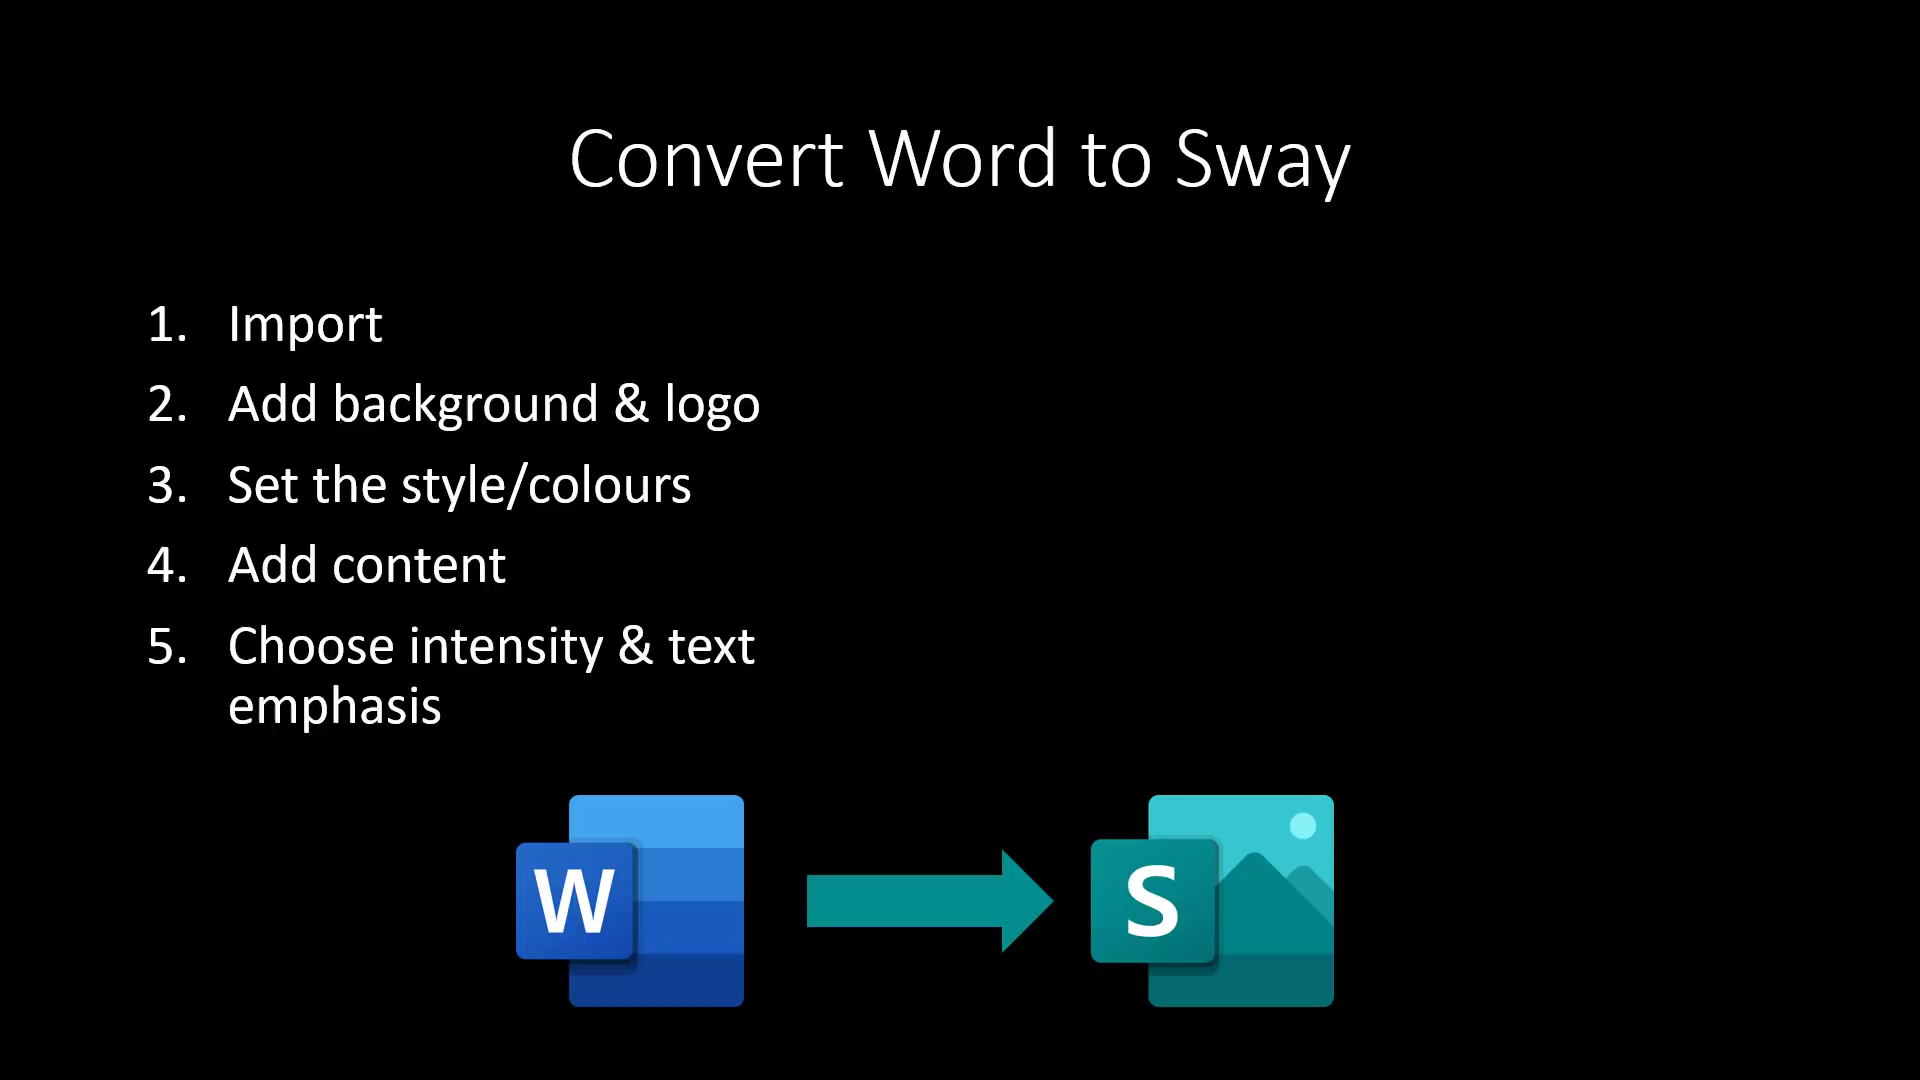 Convert Word to Sway
1. Import
2. Add background & logo
3. Set the style/colours
4. Add content
5. Choose intensity & text
emphasis
W
S